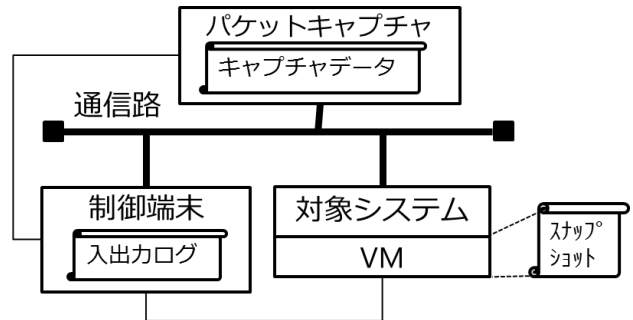 パケットキャプチャ
キャプチャデータ
通信路
制御端末
入出力ログ
対象システム
VM
ｽﾅｯﾌﾟ
ｼｮｯﾄ